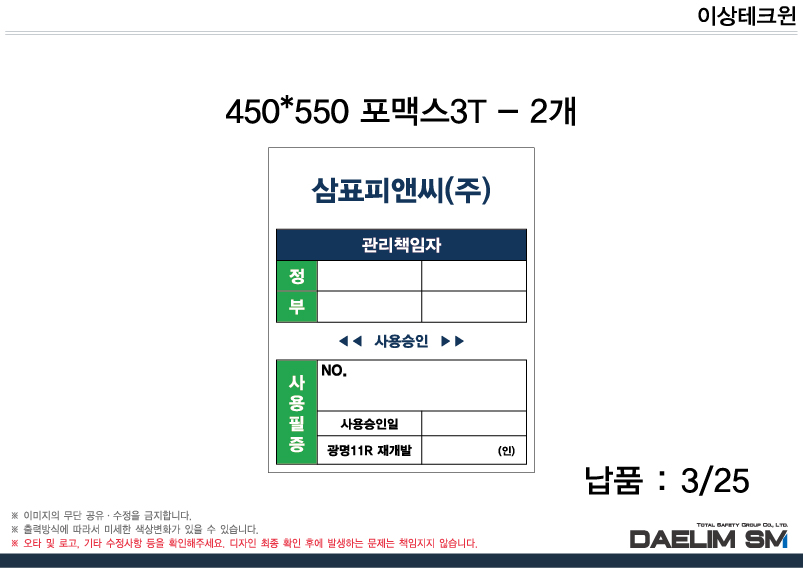 이상테크윈
450*550 포맥스3T - 2개
삼표피앤씨(주)
관리책임자
정
부
◀◀ 사용승인 ▶▶
사용필증
NO.
사용승인일
광명11R 재개발 (인)
납품 : 3/25
※ 이미지의 무단 공유·수정을 금지합니다.
※ 출력방식에 따라서 미세한 색상변화가 있을 수 있습니다.
※ 오타 및 로고, 기타 수정사항 등을 확인해주세요. 디자인 최종 확인 후에 발생하는 문제는 책임지지 않습니다.
TOTAL SAFETY GROUP CO., LTD.
DAELIM SM